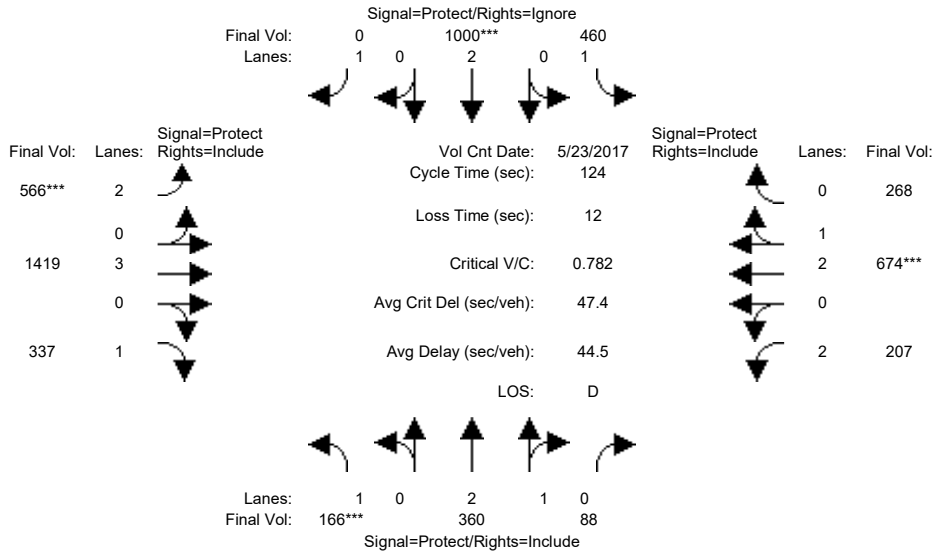 Signal=Protect/Rights=Ignore
Final Vol: 0 1000*** 460
Lanes: 1 0 2 0 1
Signal=Protect
Rights=Include
Final Vol: Lanes:
Vol Cnt Date: 5/23/2017
Signal=Protect
Rights=Include
Lanes: Final Vol:
Cycle Time (sec): 124
566*** 2
0 268
Loss Time (sec): 12
0
1
1419 3
Critical V/C: 0.782
2 674***
0
Avg Crit Del (sec/veh): 47.4
0
337 1
Avg Delay (sec/veh): 44.5
2 207
LOS: D
Lanes: 1 0 2 1 0
Final Vol: 166*** 360 88
Signal=Protect/Rights=Include